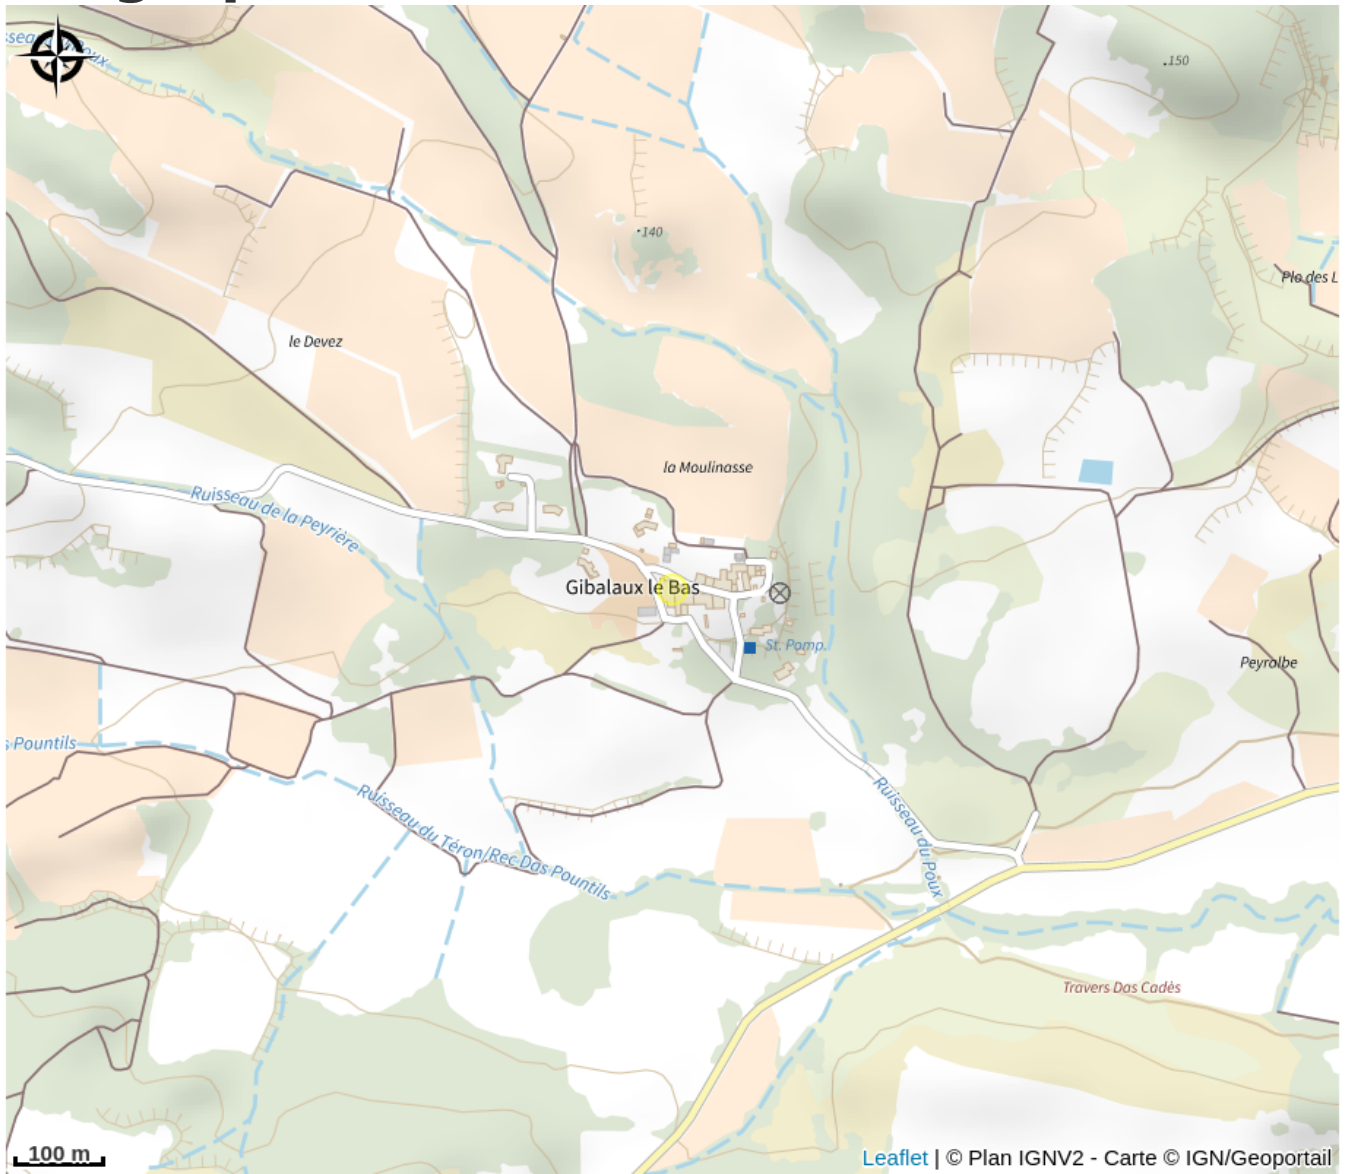 150
140
Plo des L
le Devez
la Moulinasse
Ruisseau de la Peyrière
Gibalaux le Bas
St. Pomp.
Peyralbe
s Pountils
Ruisseau du Poux
Ruisseau du Téron/Rec Das Pountils
Travers Das Cadès
100 m
Leaflet | © Plan IGNV2 - Carte © IGN/Geoportail